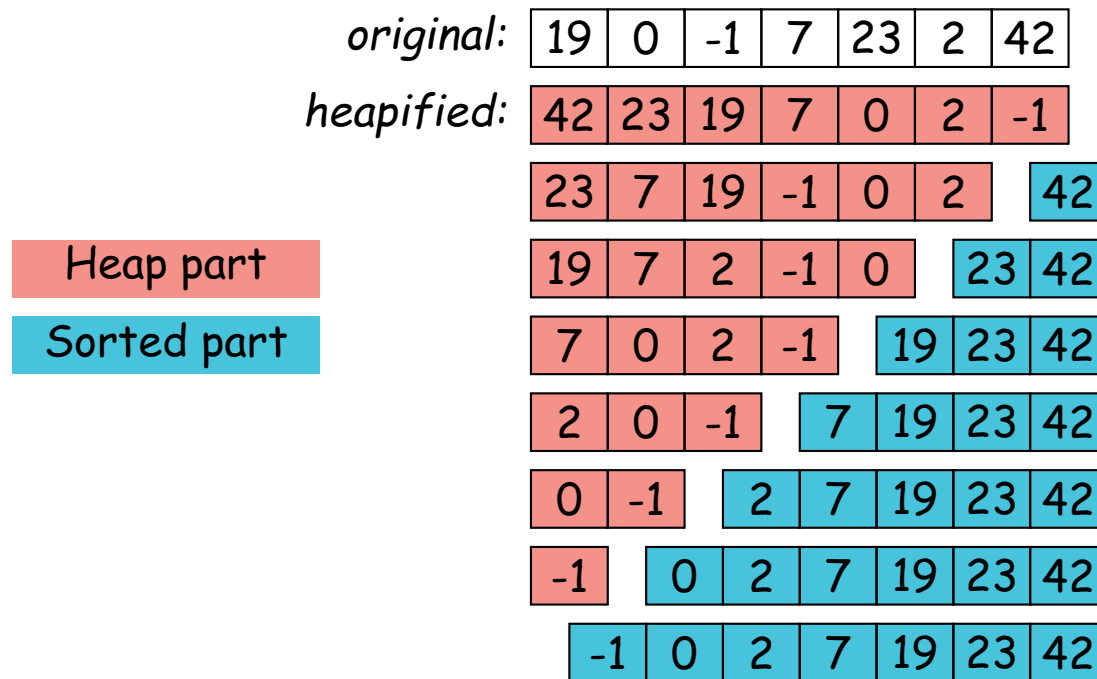 original: 19 0 -1 7 23 2 42
heapified: 42 23 19 7 0 2 -1
23 7 19 -1 0 2 42
Heap part 19 7 2 -1 0 23 42
Sorted part 7 0 2 -1 19 23 42
2 0 -1 7 19 23 42
0 -1 2 7 19 23 42
-1 0 2 7 19 23 42
-1 0 2 7 19 23 42